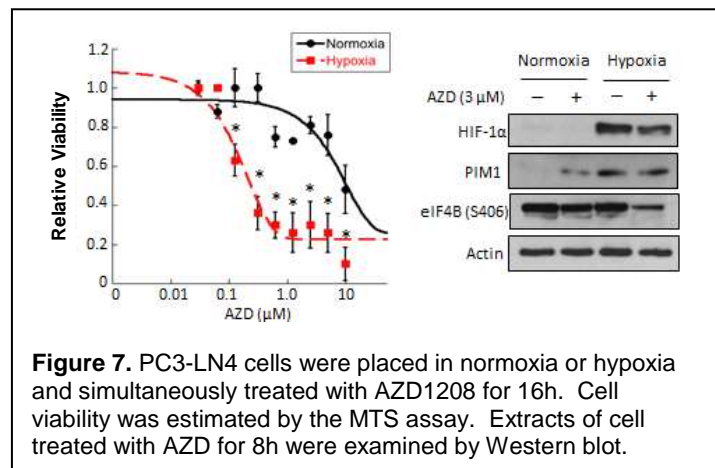 Normoxia
Hypoxia
1.2
1.0
0.8
0.6
0.4
0.2
0
Relative Viability
0 0.01 0.1 1.0 10
AZD (µM)
* * * * * * *
Normoxia Hypoxia
AZD (3 µM) – + – +
HIF-1α
PIM1
eIF4B (S406)
Actin
Figure 7. PC3-LN4 cells were placed in normoxia or hypoxia
and simultaneously treated with AZD1208 for 16h. Cell
viability was estimated by the MTS assay. Extracts of cell
treated with AZD for 8h were examined by Western blot.